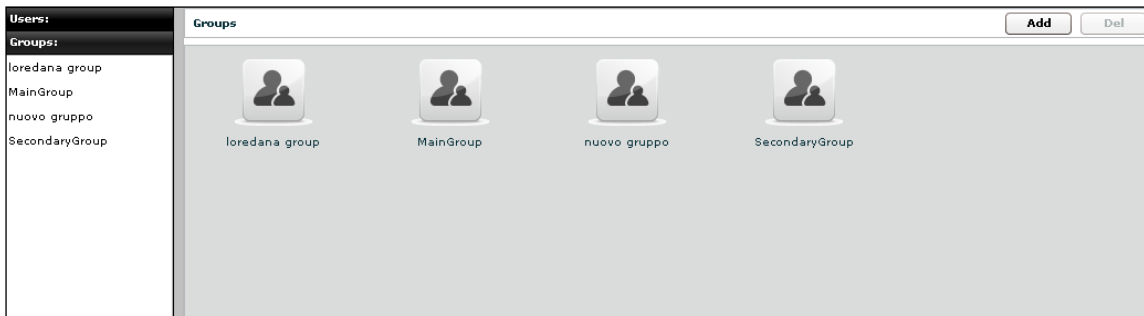 Users:
Groups:
loredana group
MainGroup
nuovo gruppo
SecondaryGroup
Groups
Add
Del
loredana group
MainGroup
nuovo gruppo
SecondaryGroup